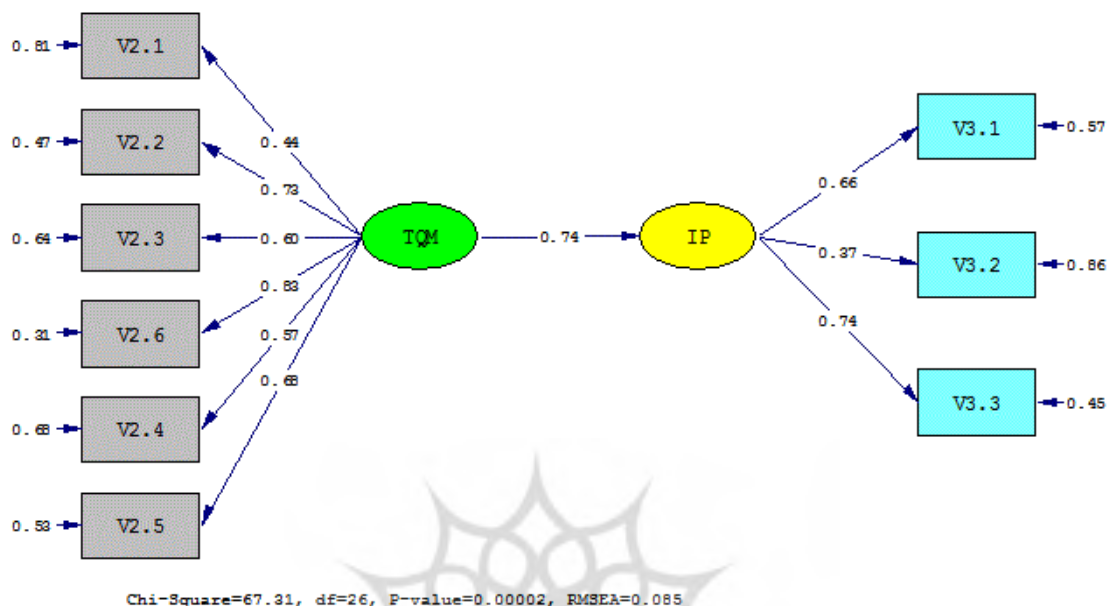 0.81 V2.1
0.47 V2.2
0.64 V2.3
0.31 V2.6
0.68 V2.4
0.53 V2.5
0.44
0.73
0.60
0.83
0.57
0.68
TQM
0.74
IP
0.66
0.37
0.74
V3.1 0.57
V3.2 0.86
V3.3 0.45
Chi-Square=67.31, df=26, P-value=0.00002, RMSEA=0.085